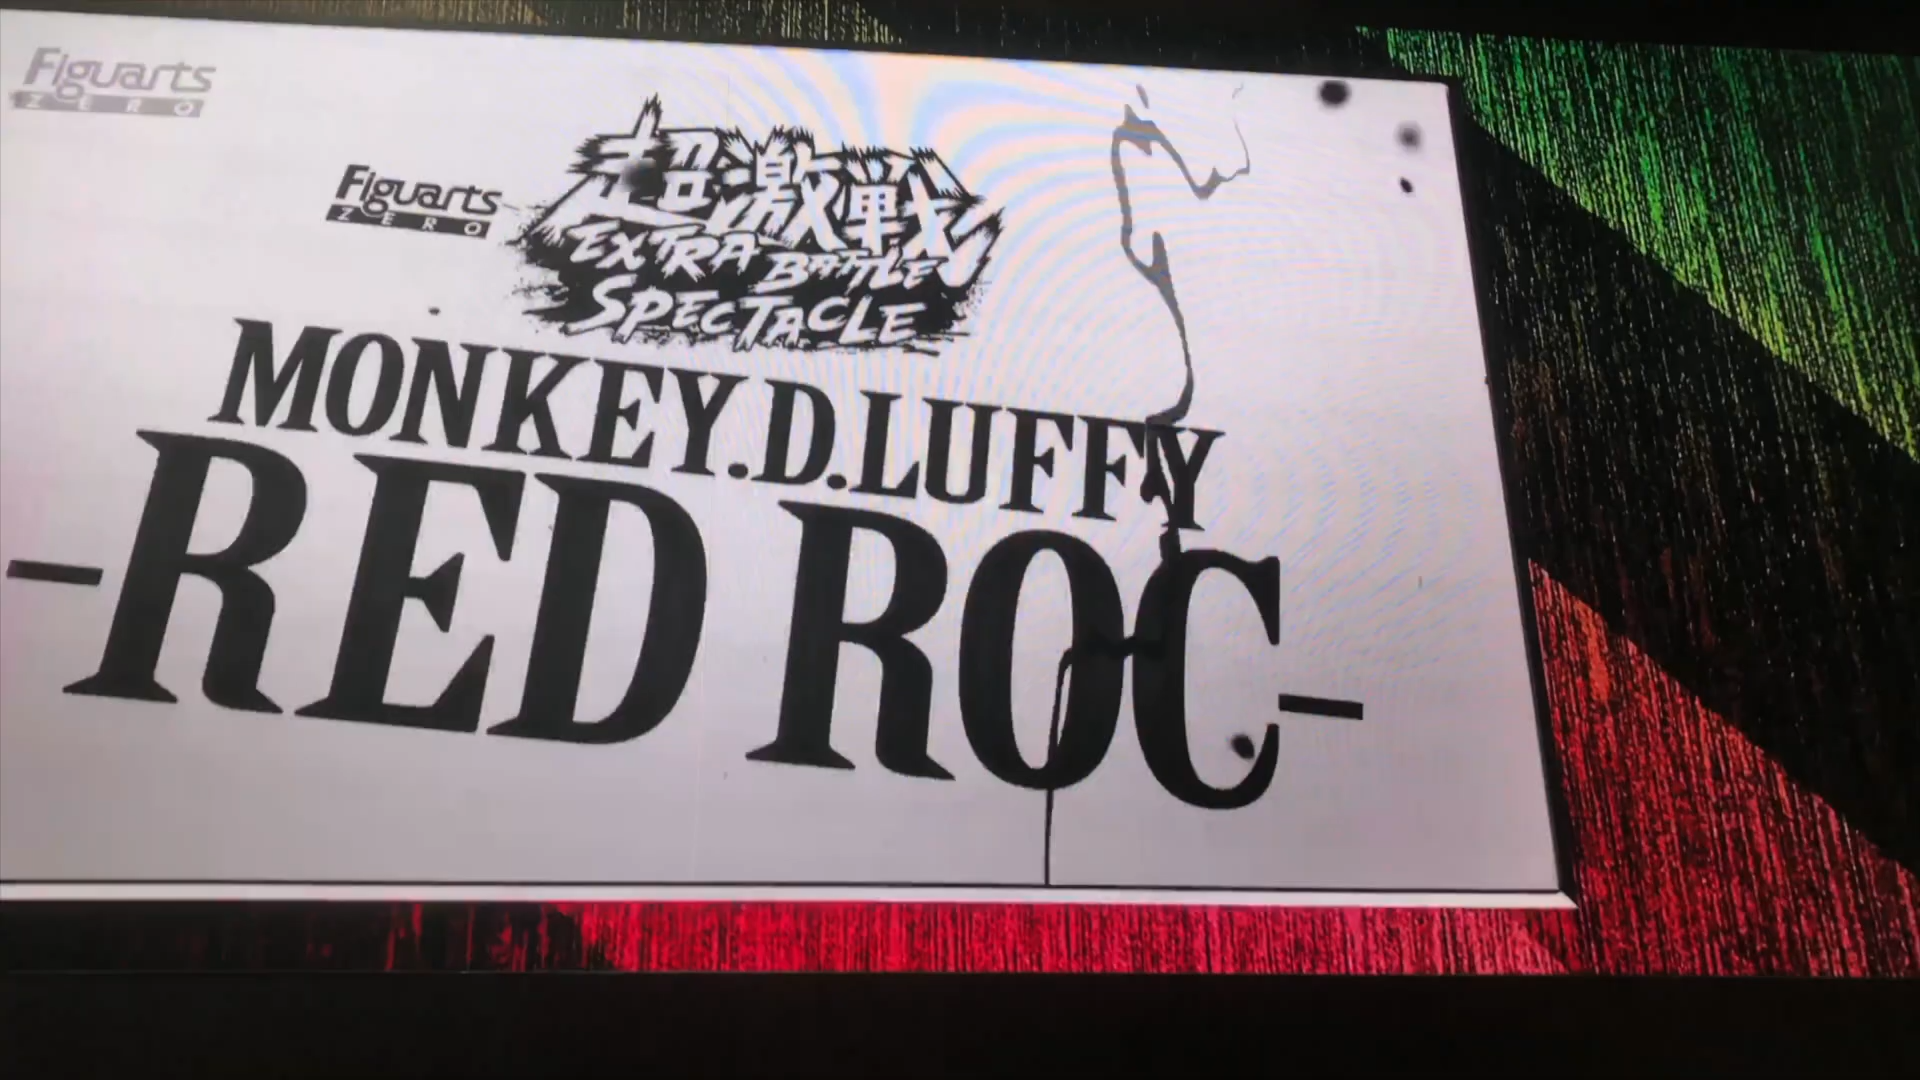 Figuarts
ZERO
Figuarts
ZERO
超激戦
EXTRA BATTLE
SPECTACLE
MONKEY.D.LUFFY
-RED ROC-